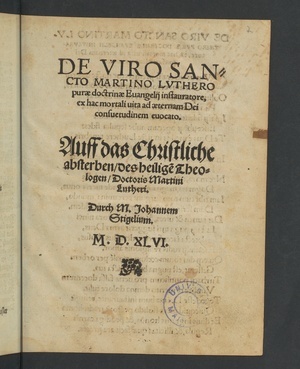 DE VIRO SAN-
CTO MARTINO LVTHERO
puræ doctrinæ Euangelij instauratore,
ex hac mortali uita ad æternam Dei
consuetudinem euocato.
Auff das Christliche
absterben / des heiligē Theo-
logen / Doctoris Martini
Lutheri.
Durch M. Johannem
Stigelium.
M. D. XLVI.